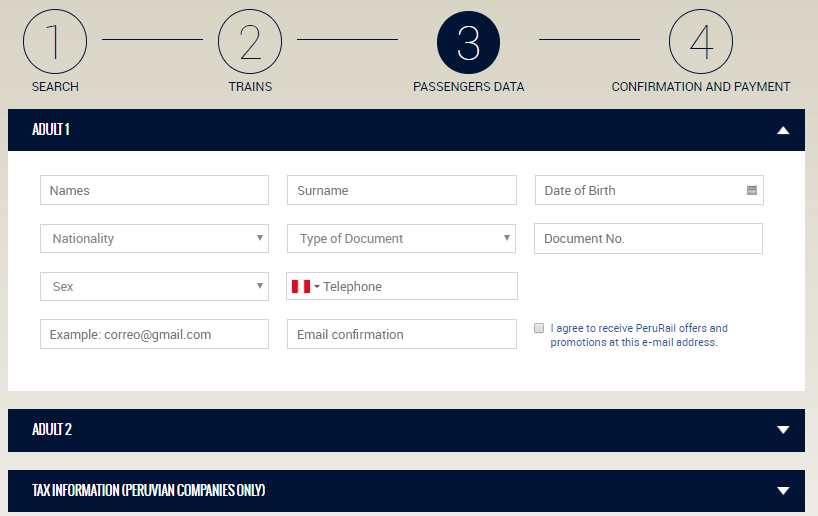 1 2 3 4
SEARCH TRAINS PASSENGERS DATA CONFIRMATION AND PAYMENT
ADULT 1
Names Surname Date of Birth
Nationality Type of Document Document No.
Sex Telephone
Example: correo@gmail.com Email confirmation I agree to receive PeruRail offers and
promotions at this e-mail address.
ADULT 2
TAX INFORMATION (PERUVIAN COMPANIES ONLY)